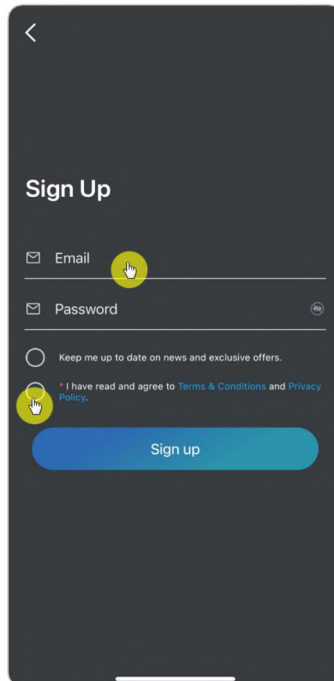 Sign Up
Email
Password
Keep me up to date on news and exclusive offers.
* I have read and agree to Terms & Conditions and Privacy
Policy.
Sign up